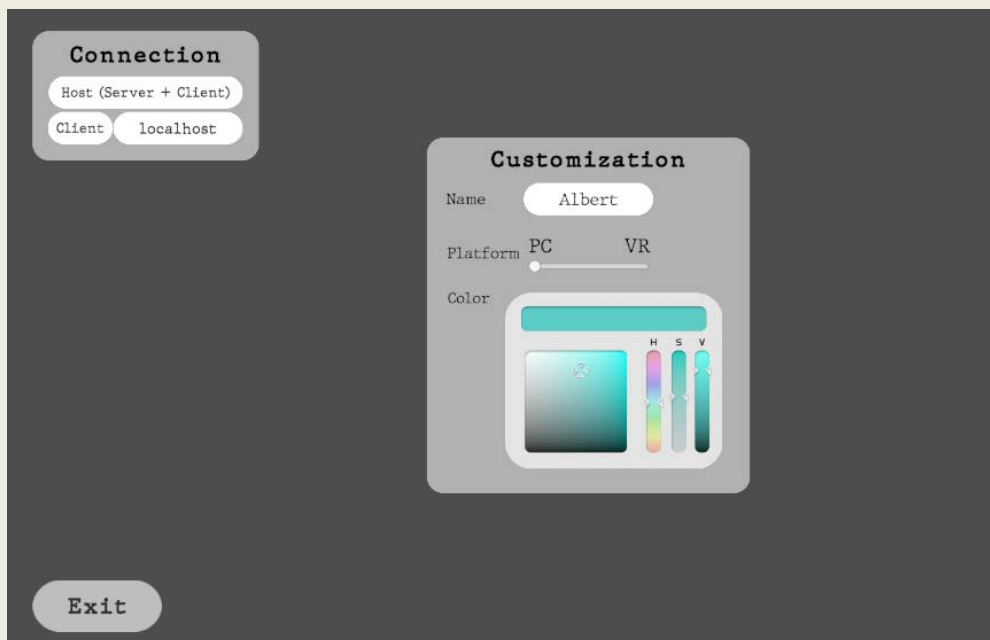 Connection
Host (Server + Client)
Client localhost
Customization
Name Albert
Platform PC VR
Color
H S V
Exit